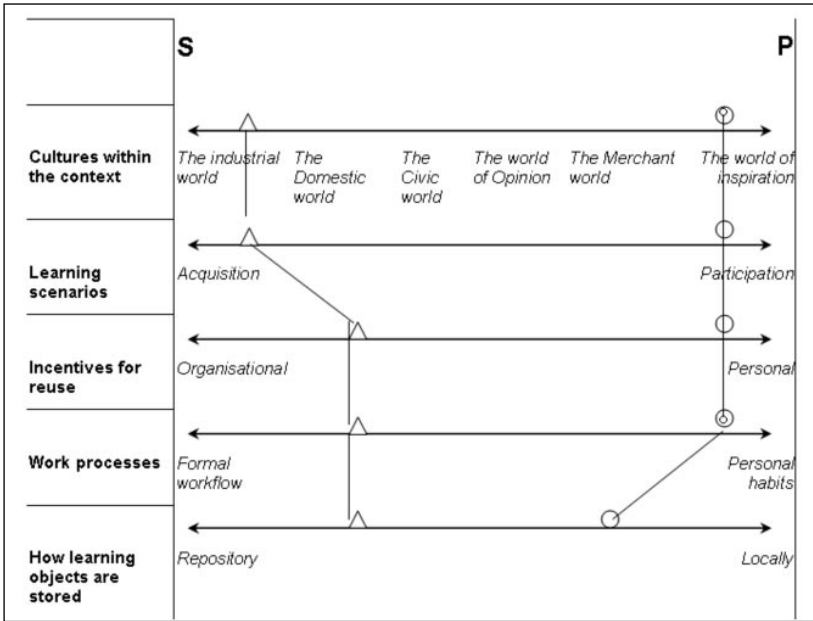 S P
Cultures within
the context
The industrial
world
The
Domestic
world
The
Civic
world
The world
of Opinion
The Merchant
world
The world of
inspiration
Learning
scenarios
Acquisition
Participation
Incentives for
reuse
Organisational
Personal
Work processes
Formal
workflow
Personal
habits
How learning
objects are
stored
Repository
Locally